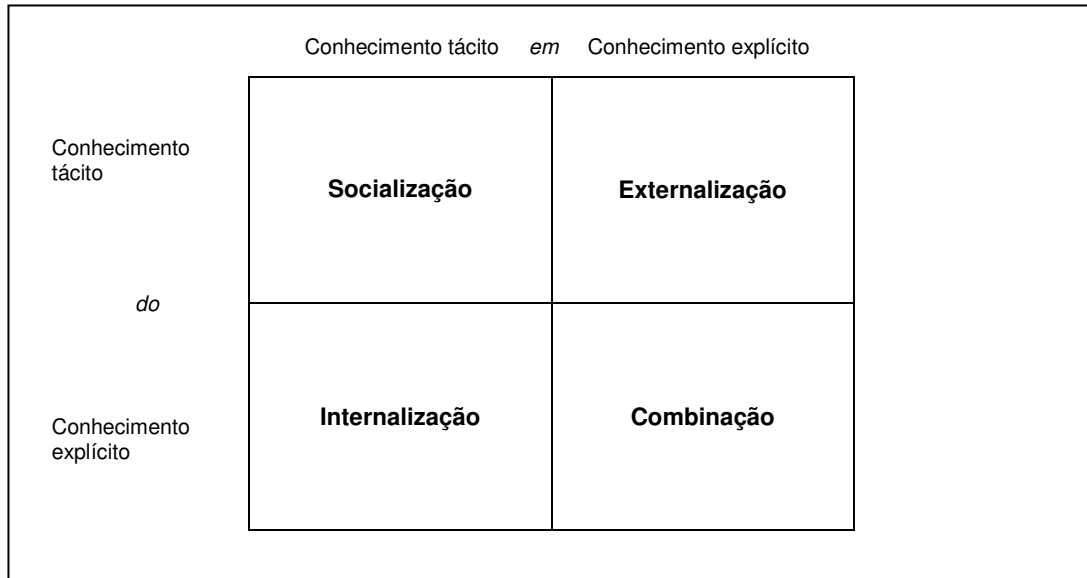 Conhecimento tácito em Conhecimento explícito
Conhecimento
tácito
Socialização
Externalização
do
Internalização
Combinação
Conhecimento
explícito